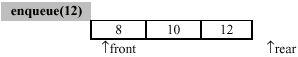 enqueue(12)
8 10 12
↑front ↑rear